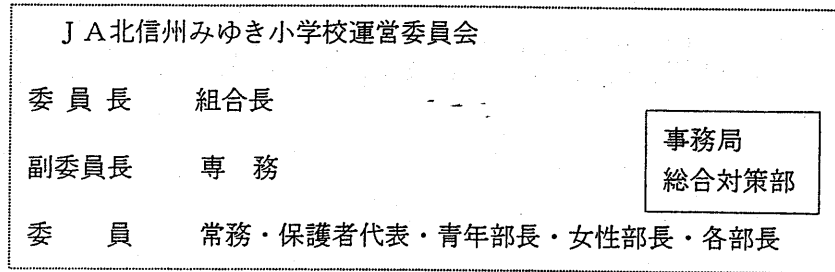 ＪＡ北信州みゆき小学校運営委員会
委員長　組合長
副委員長　専　務
事務局
総合対策部
委　員　常務・保護者代表・青年部長・女性部長・各部長